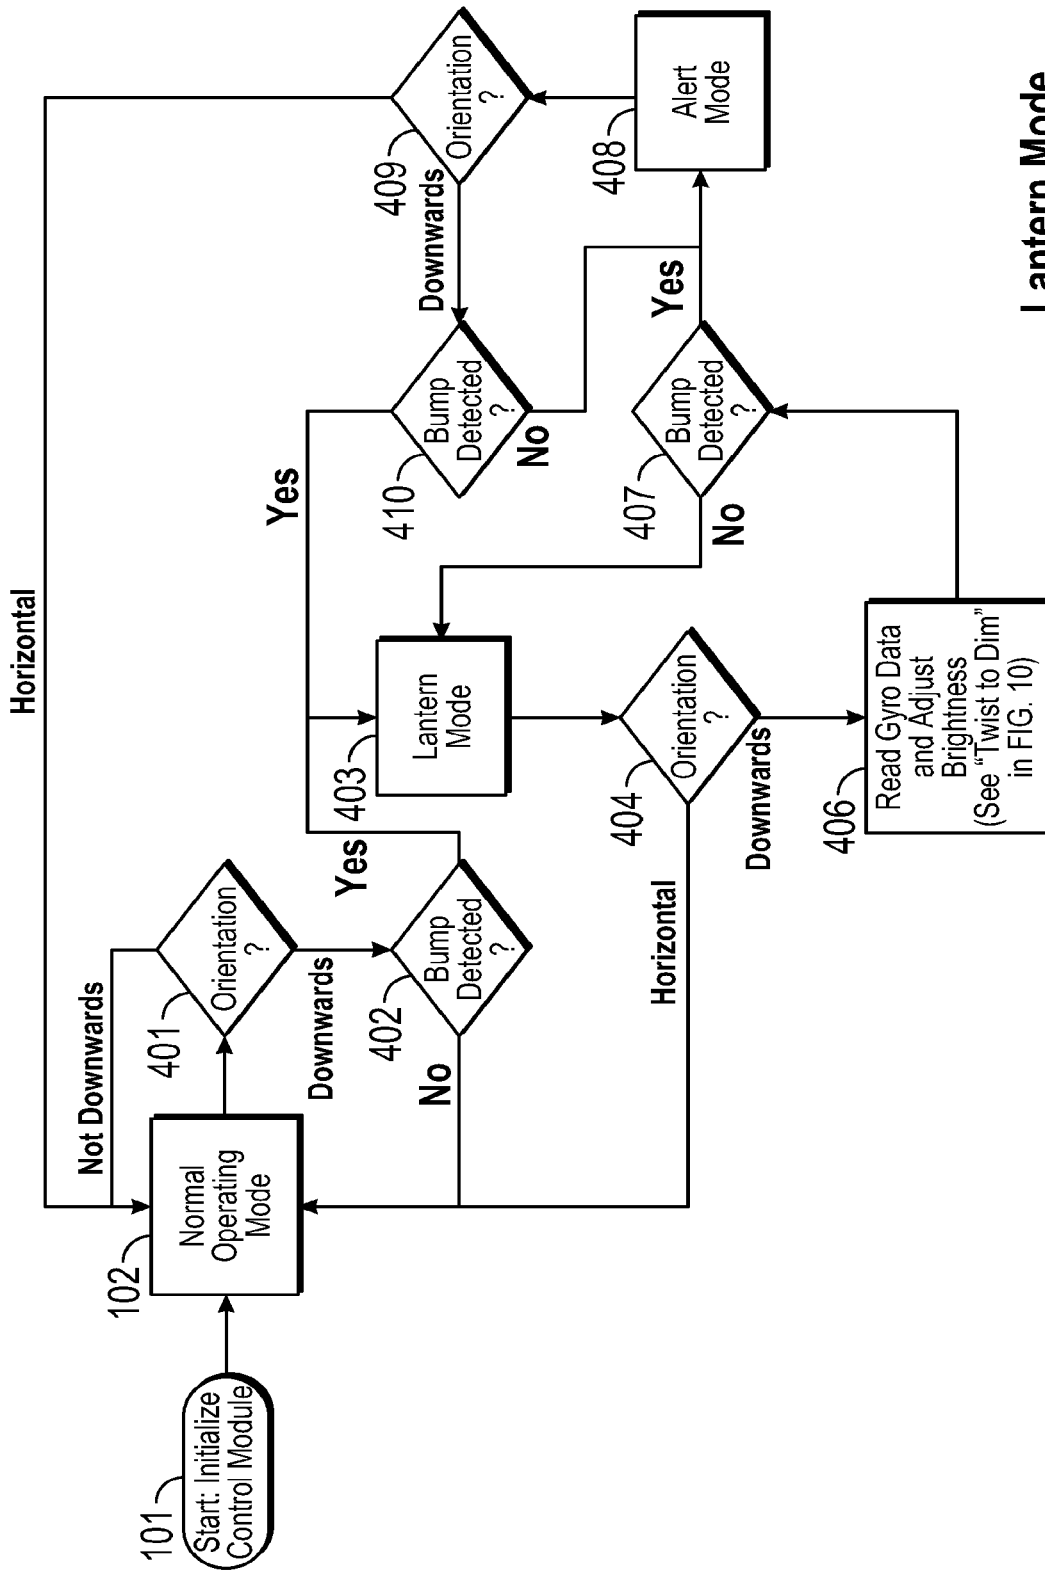 101
Start: Initialize
Control Module
102
Normal
Operating
Mode
Not Downwards
401
Orientation
?
Downwards
402
Bump
Detected
?
No
Yes
Horizontal
403
Lantern
Mode
404
Orientation
?
Horizontal
Downwards
406
Read Gyro Data
and Adjust
Brightness
(See “Twist to Dim”
in FIG. 10)
407
Bump
Detected
?
No
Yes
408
Alert
Mode
409
Orientation
?
Downwards
410
Bump
Detected
?
No
Yes
Lantern Mode